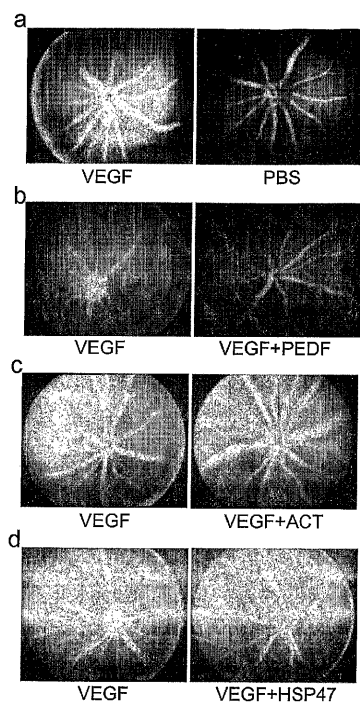 a
VEGF PBS
b
VEGF VEGF+PEDF
c
VEGF VEGF+ACT
d
VEGF VEGF+HSP47